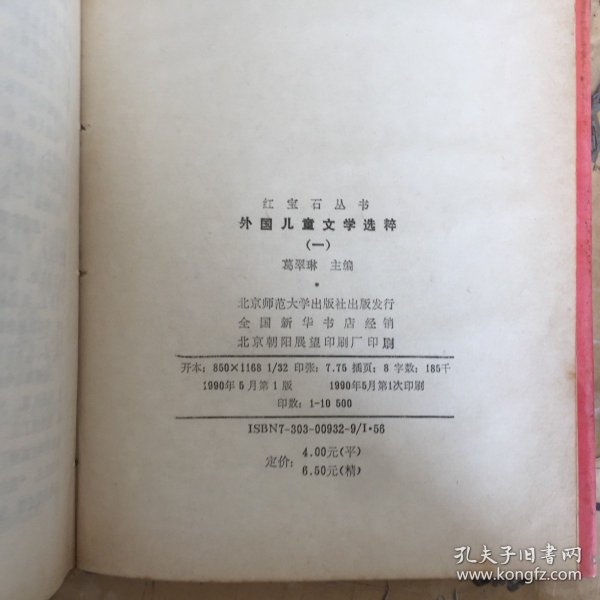 红宝石丛书
外国儿童文学选粹
(一)
葛翠琳 主编
*
北京师范大学出版社出版发行
全国新华书店经销
北京朝阳展望印刷厂印刷
开本：850×1168 1/32 印张：7.75 插页：8 字数：185千
1990年5月第1版 1990年5月第1次印刷
印数：1-10 500
ISBN7-303-00932-9/I·56
定价：4.00元(平)
6.50元(精)
孔夫子旧书网
www.kongfz.com